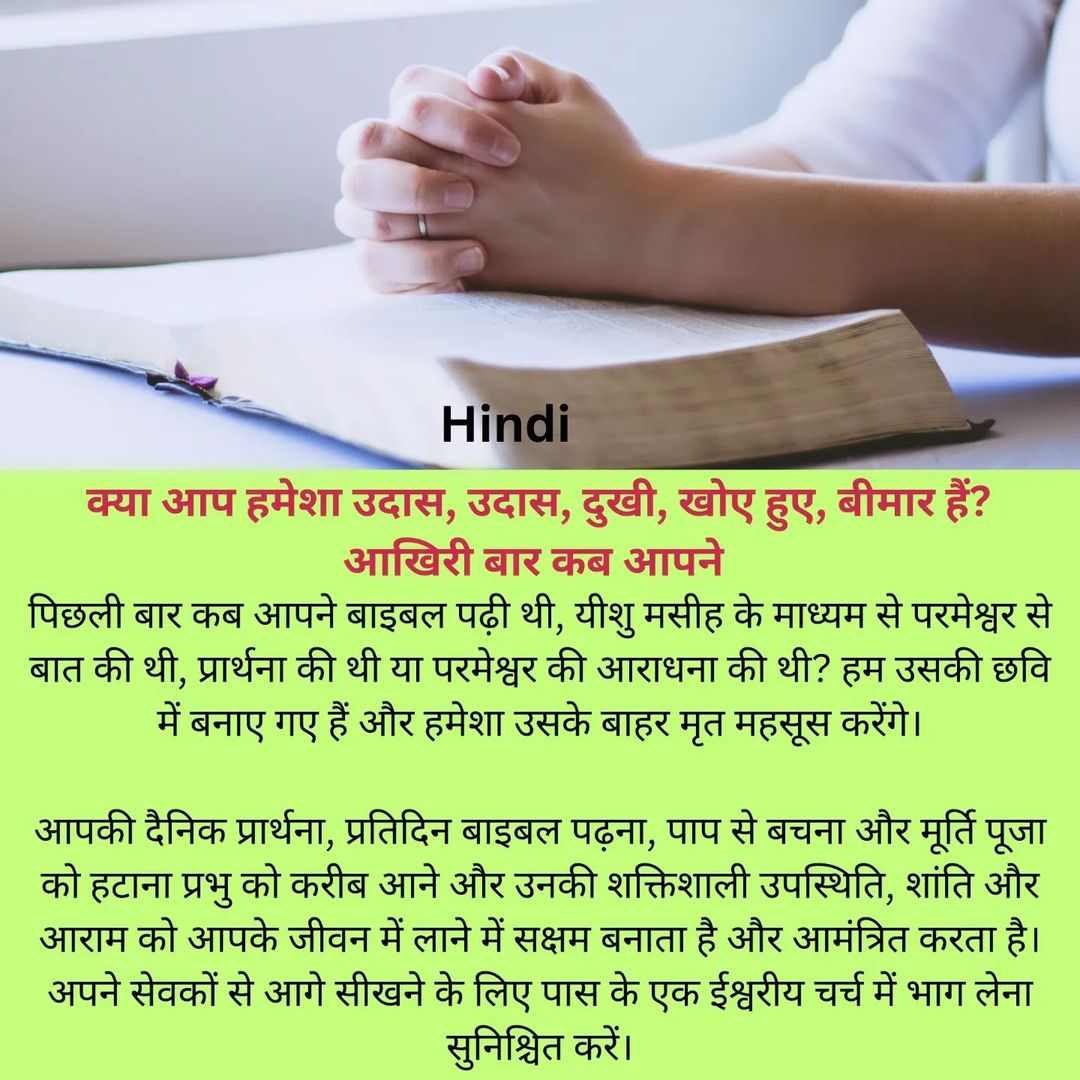 Hindi
क्या आप हमेशा उदास, उदास, दुखी, खोए हुए, बीमार हैं?
आखिरी बार कब आपने
पिछली बार कब आपने बाइबल पढ़ी थी, यीशु मसीह के माध्यम से परमेश्वर से
बात की थी, प्रार्थना की थी या परमेश्वर की आराधना की थी? हम उसकी छवि
में बनाए गए हैं और हमेशा उसके बाहर मृत महसूस करेंगे।
आपकी दैनिक प्रार्थना, प्रतिदिन बाइबल पढ़ना, पाप से बचना और मूर्ति पूजा
को हटाना प्रभु को करीब आने और उनकी शक्तिशाली उपस्थिति, शांति और
आराम को आपके जीवन में लाने में सक्षम बनाता है और आमंत्रित करता है।
अपने सेवकों से आगे सीखने के लिए पास के एक ईश्वरीय चर्च में भाग लेना
सुनिश्चित करें।